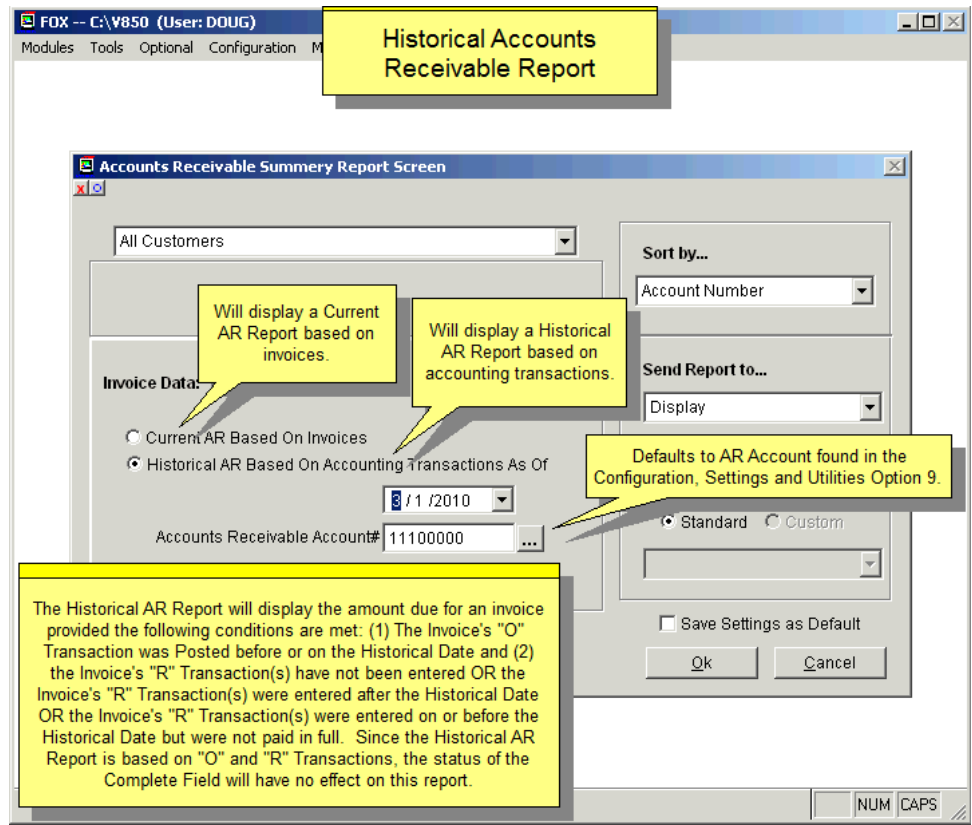 FOX -- C:\V850 (User: DOUG)
Modules Tools Optional Configuration M
Historical Accounts
Receivable Report
Accounts Receivable Summery Report Screen
All Customers
Sort by...
Account Number
Will display a Current
AR Report based on
invoices.
Will display a Historical
AR Report based on
accounting transactions.
Invoice Data:
Send Report to...
Display
Current AR Based On Invoices
Historical AR Based On Accounting Transactions As Of
Defaults to AR Account found in the
Configuration, Settings and Utilities Option 9.
3 / 1 /2010
Standard Custom
Accounts Receivable Account# 11100000 ...
The Historical AR Report will display the amount due for an invoice
provided the following conditions are met: (1) The Invoice's "O"
Transaction was Posted before or on the Historical Date and (2)
the Invoice's "R" Transaction(s) have not been entered OR the
Invoice's "R" Transaction(s) were entered after the Historical Date
OR the Invoice's "R" Transaction(s) were entered on or before the
Historical Date but were not paid in full. Since the Historical AR
Report is based on "O" and "R" Transactions, the status of the
Complete Field will have no effect on this report.
Save Settings as Default
Ok Cancel
NUM CAPS